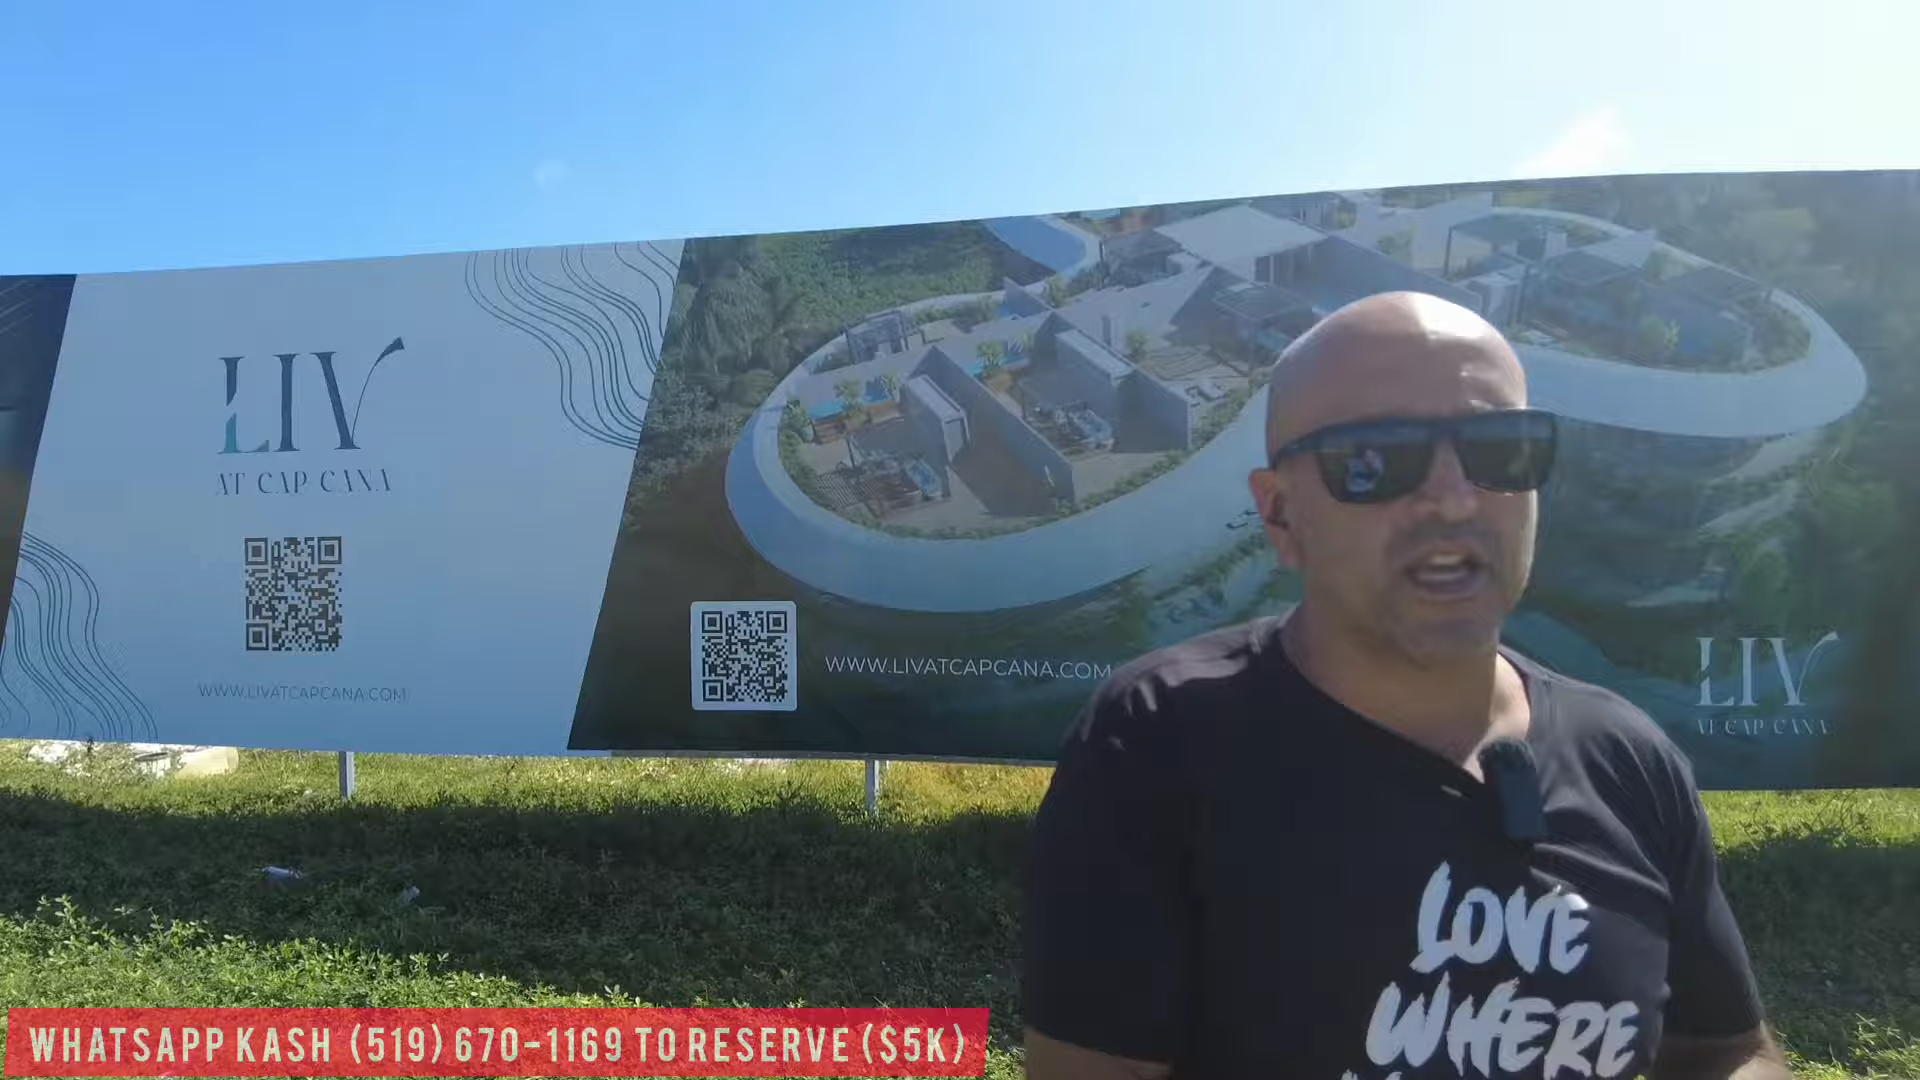 LIV
AT CAP CANA
WWW.LIVATCAPCANA.COM
WWW.LIVATCAPCANA.COM
LIV
AT CAP CANA
LOVE
WHERE
WHATSAPP KASH (519) 670-1169 TO RESERVE ($5K)